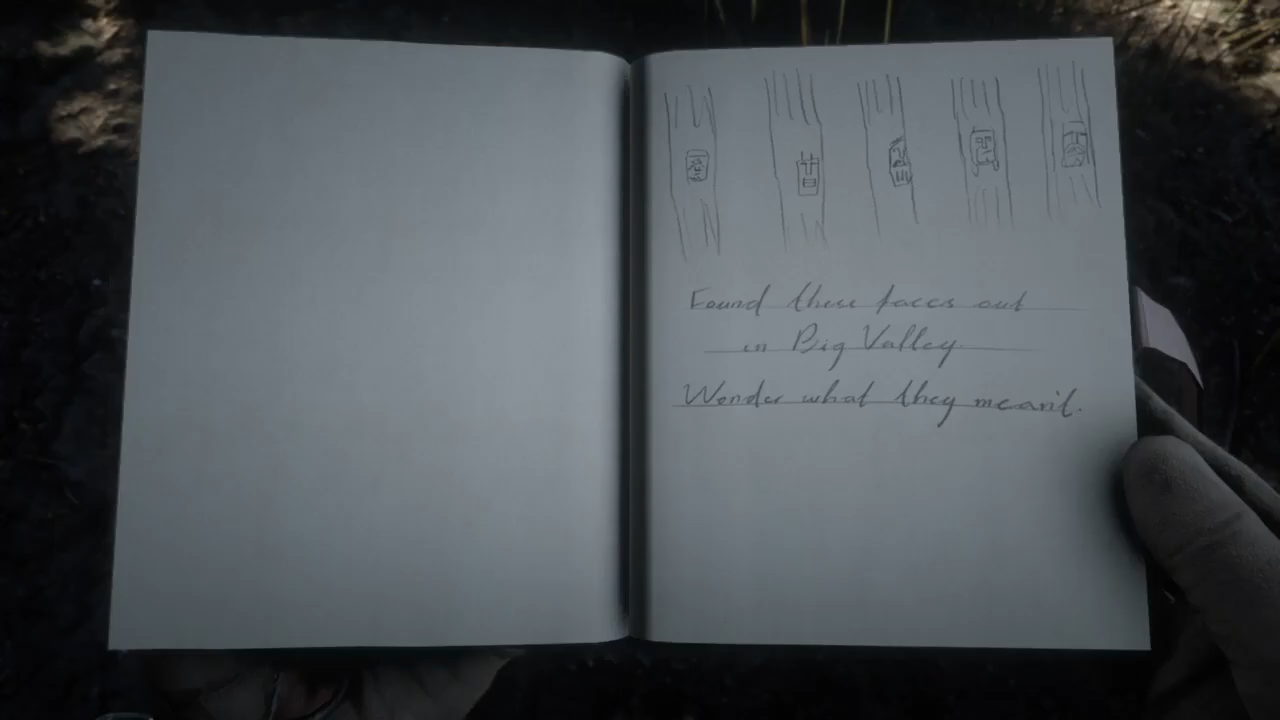 Found these faces out
in Big Valley.
Wonder what they meant.